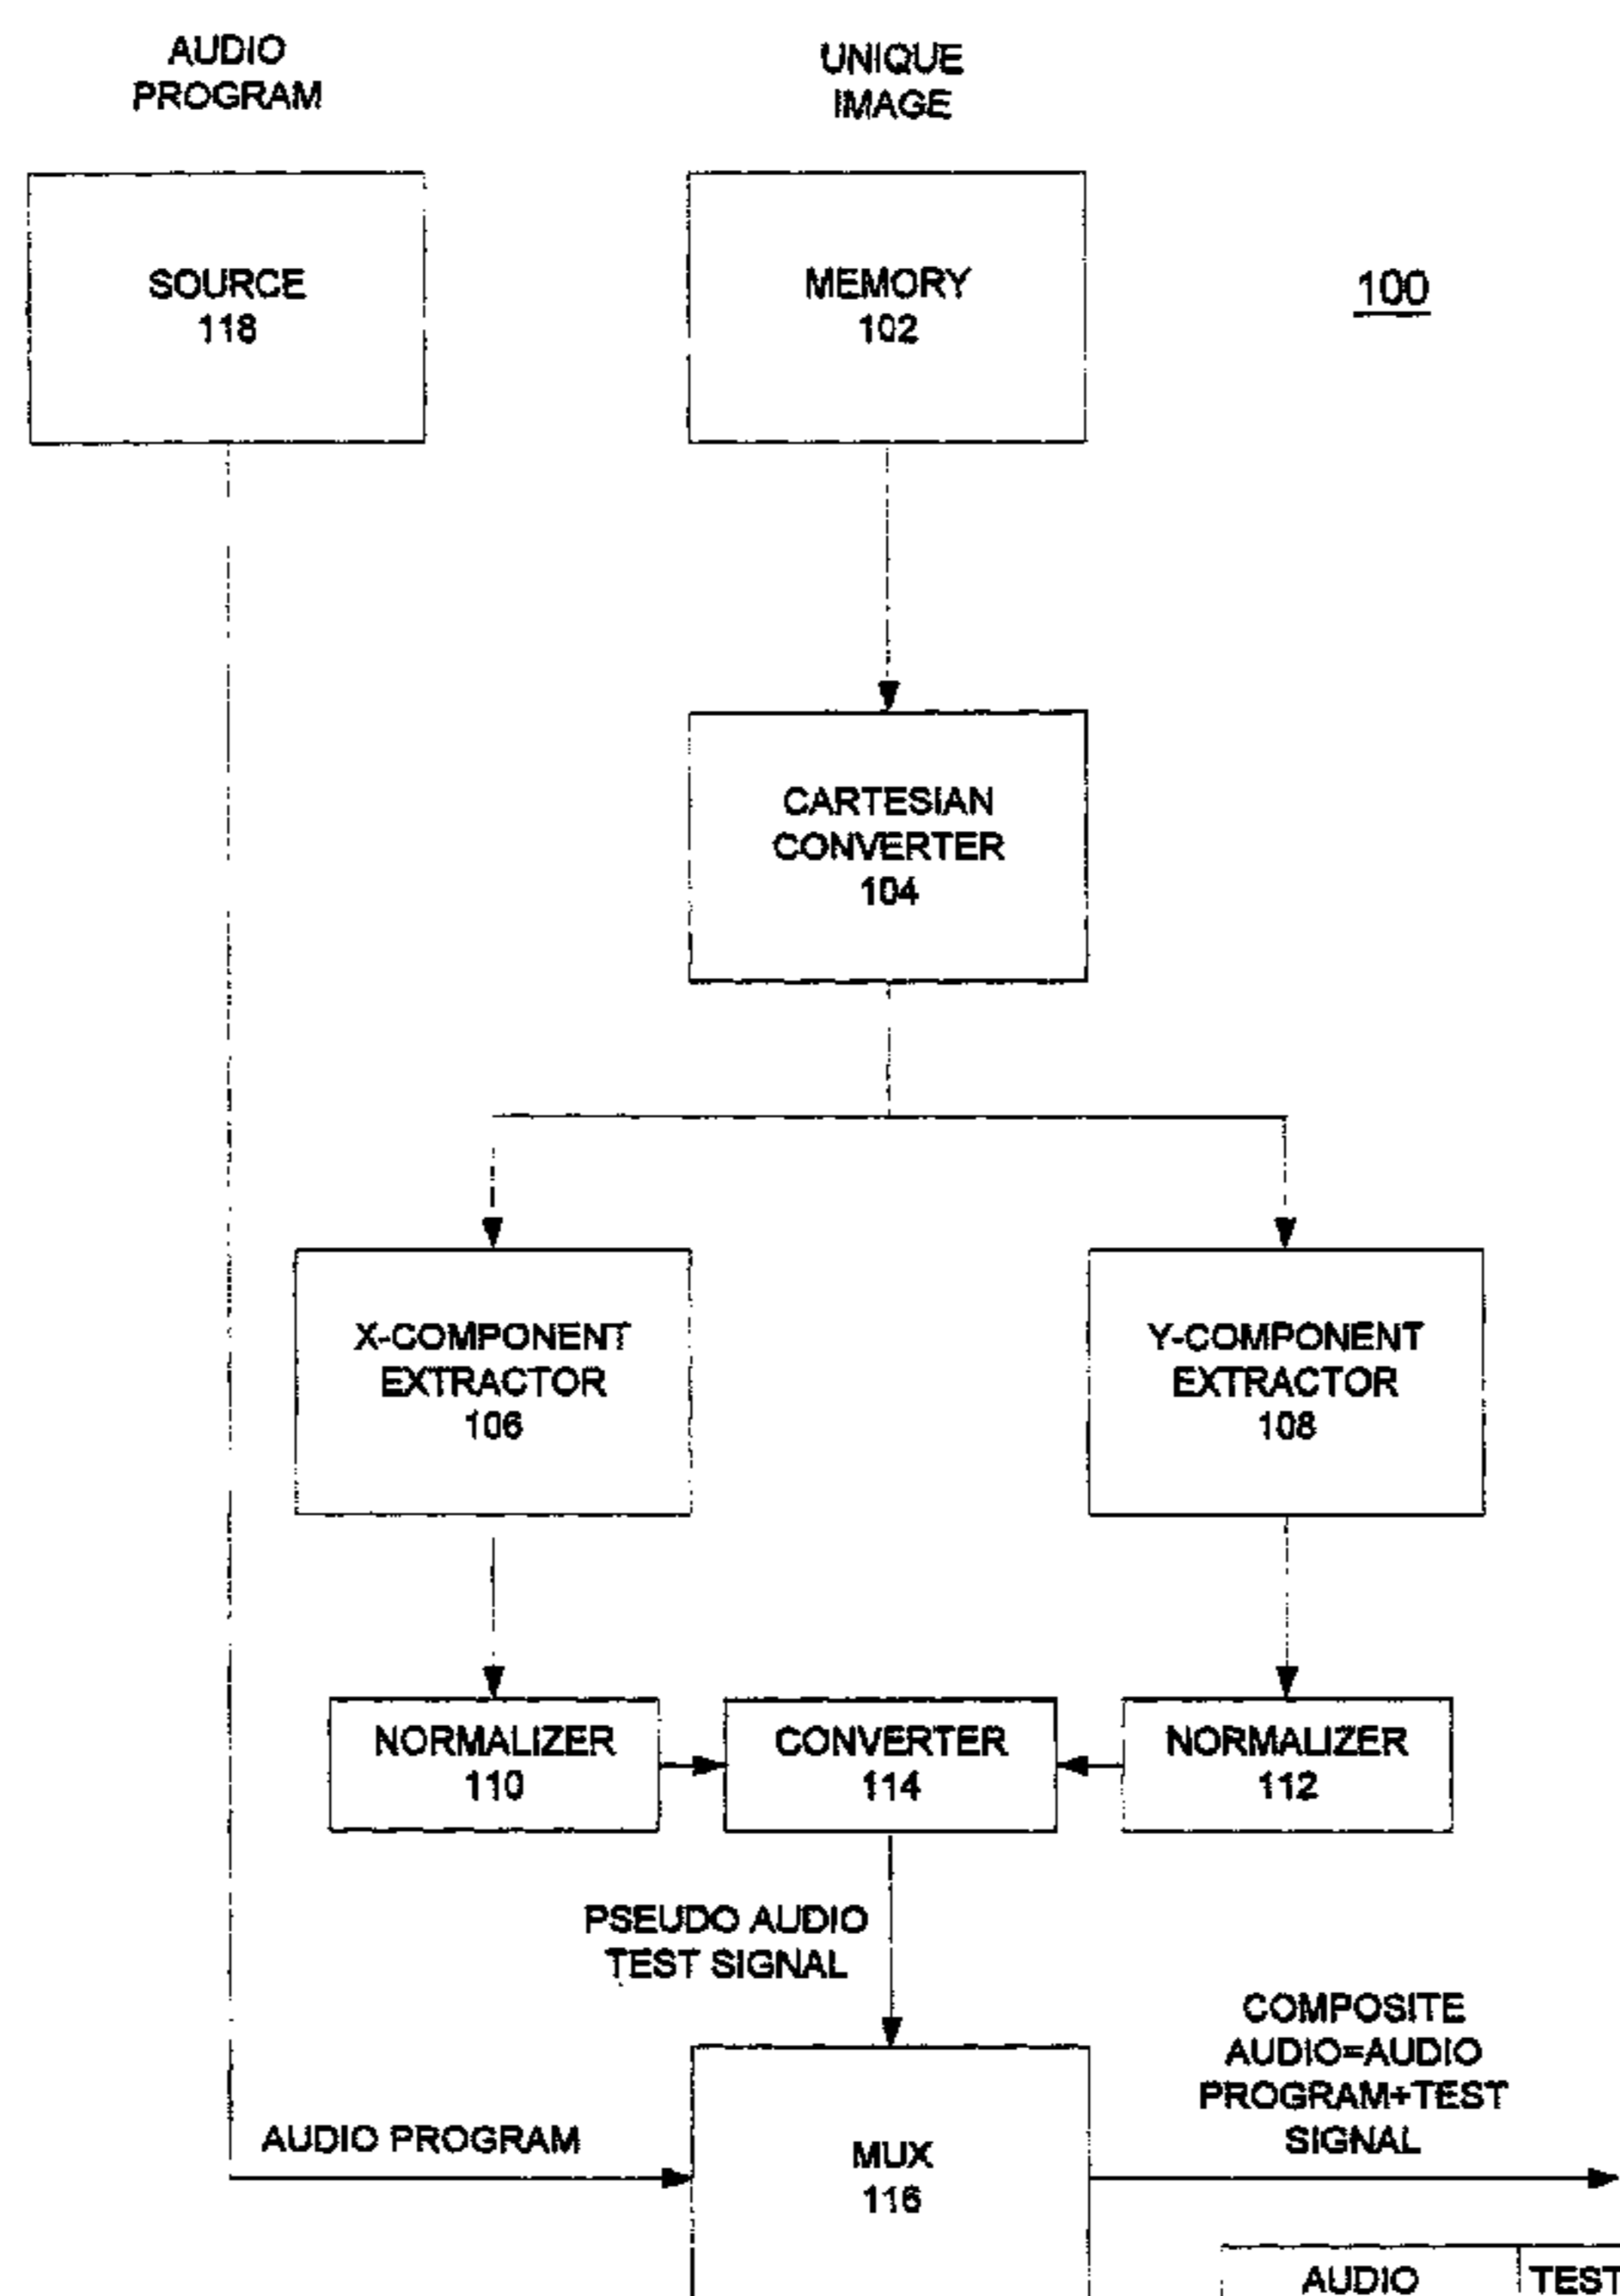 AUDIO
PROGRAM
UNIQUE
IMAGE
SOURCE
118
MEMORY
102
100
CARTESIAN
CONVERTER
104
X-COMPONENT
EXTRACTOR
106
Y-COMPONENT
EXTRACTOR
108
NORMALIZER
110
CONVERTER
114
NORMALIZER
112
PSEUDO AUDIO
TEST SIGNAL
COMPOSITE
AUDIO=AUDIO
PROGRAM+TEST
SIGNAL
AUDIO PROGRAM
MUX
116
AUDIO
TEST